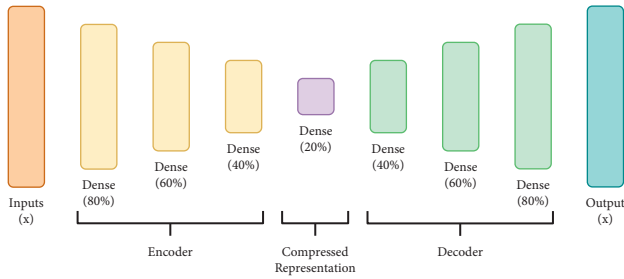 Inputs
(x)
Dense
(80%)
Dense
(60%)
Dense
(40%)
Dense
(20%)
Dense
(40%)
Dense
(60%)
Dense
(80%)
Output
(x)
Encoder
Compressed
Representation
Decoder